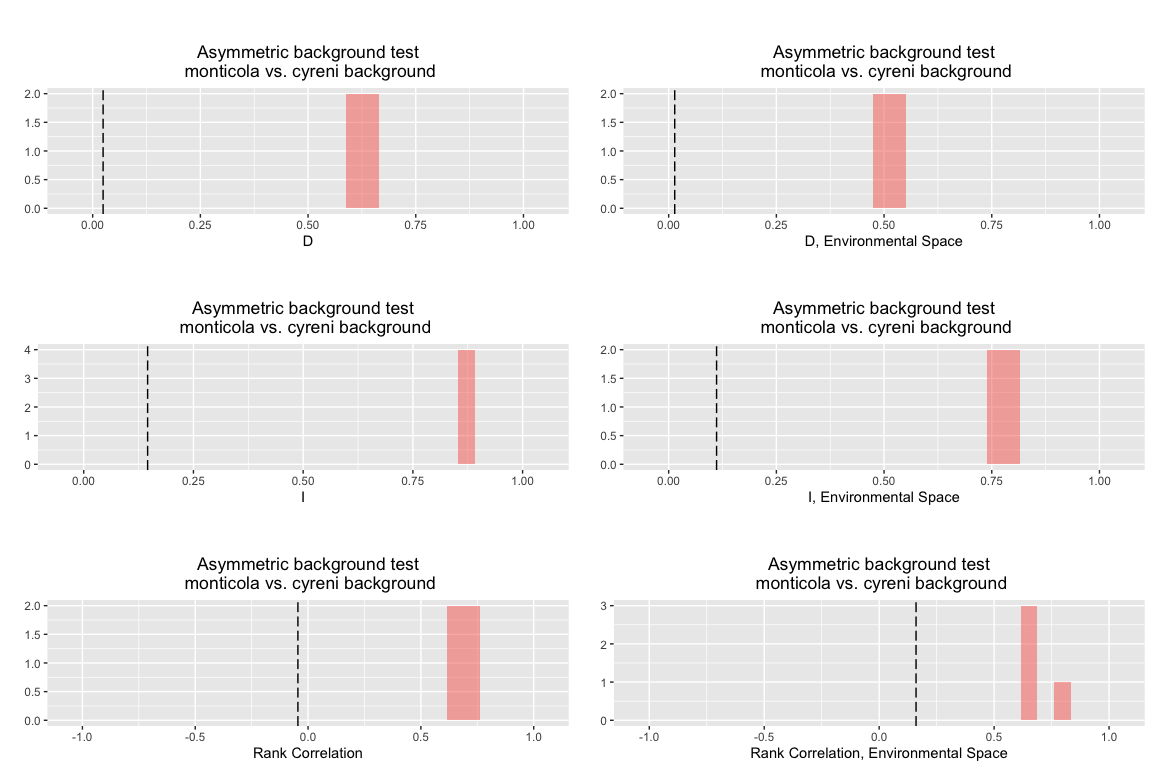 Asymmetric background test
monticola vs. cyreni background
2.0
1.5
1.0
0.5
0.0
0.00 0.25 0.50 0.75 1.00
D
Asymmetric background test
monticola vs. cyreni background
2.0
1.5
1.0
0.5
0.0
0.00 0.25 0.50 0.75 1.00
D, Environmental Space
Asymmetric background test
monticola vs. cyreni background
4
3
2
1
0
0.00 0.25 0.50 0.75 1.00
I
Asymmetric background test
monticola vs. cyreni background
2.0
1.5
1.0
0.5
0.0
0.00 0.25 0.50 0.75 1.00
I, Environmental Space
Asymmetric background test
monticola vs. cyreni background
2.0
1.5
1.0
0.5
0.0
-1.0 -0.5 0.0 0.5 1.0
Rank Correlation
Asymmetric background test
monticola vs. cyreni background
3
2
1
0
-1.0 -0.5 0.0 0.5 1.0
Rank Correlation, Environmental Space